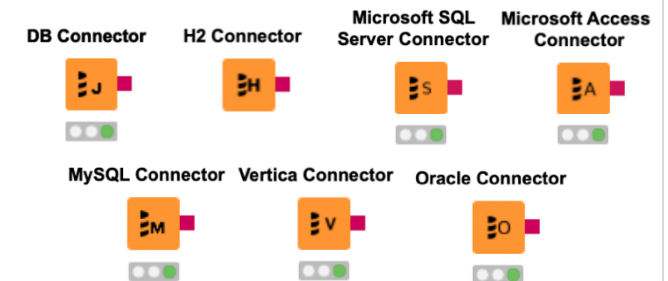 DB Connector
H2 Connector
Microsoft SQL
Server Connector
Microsoft Access
Connector
J
H
S
A
MySQL Connector
Vertica Connector
Oracle Connector
M
V
O